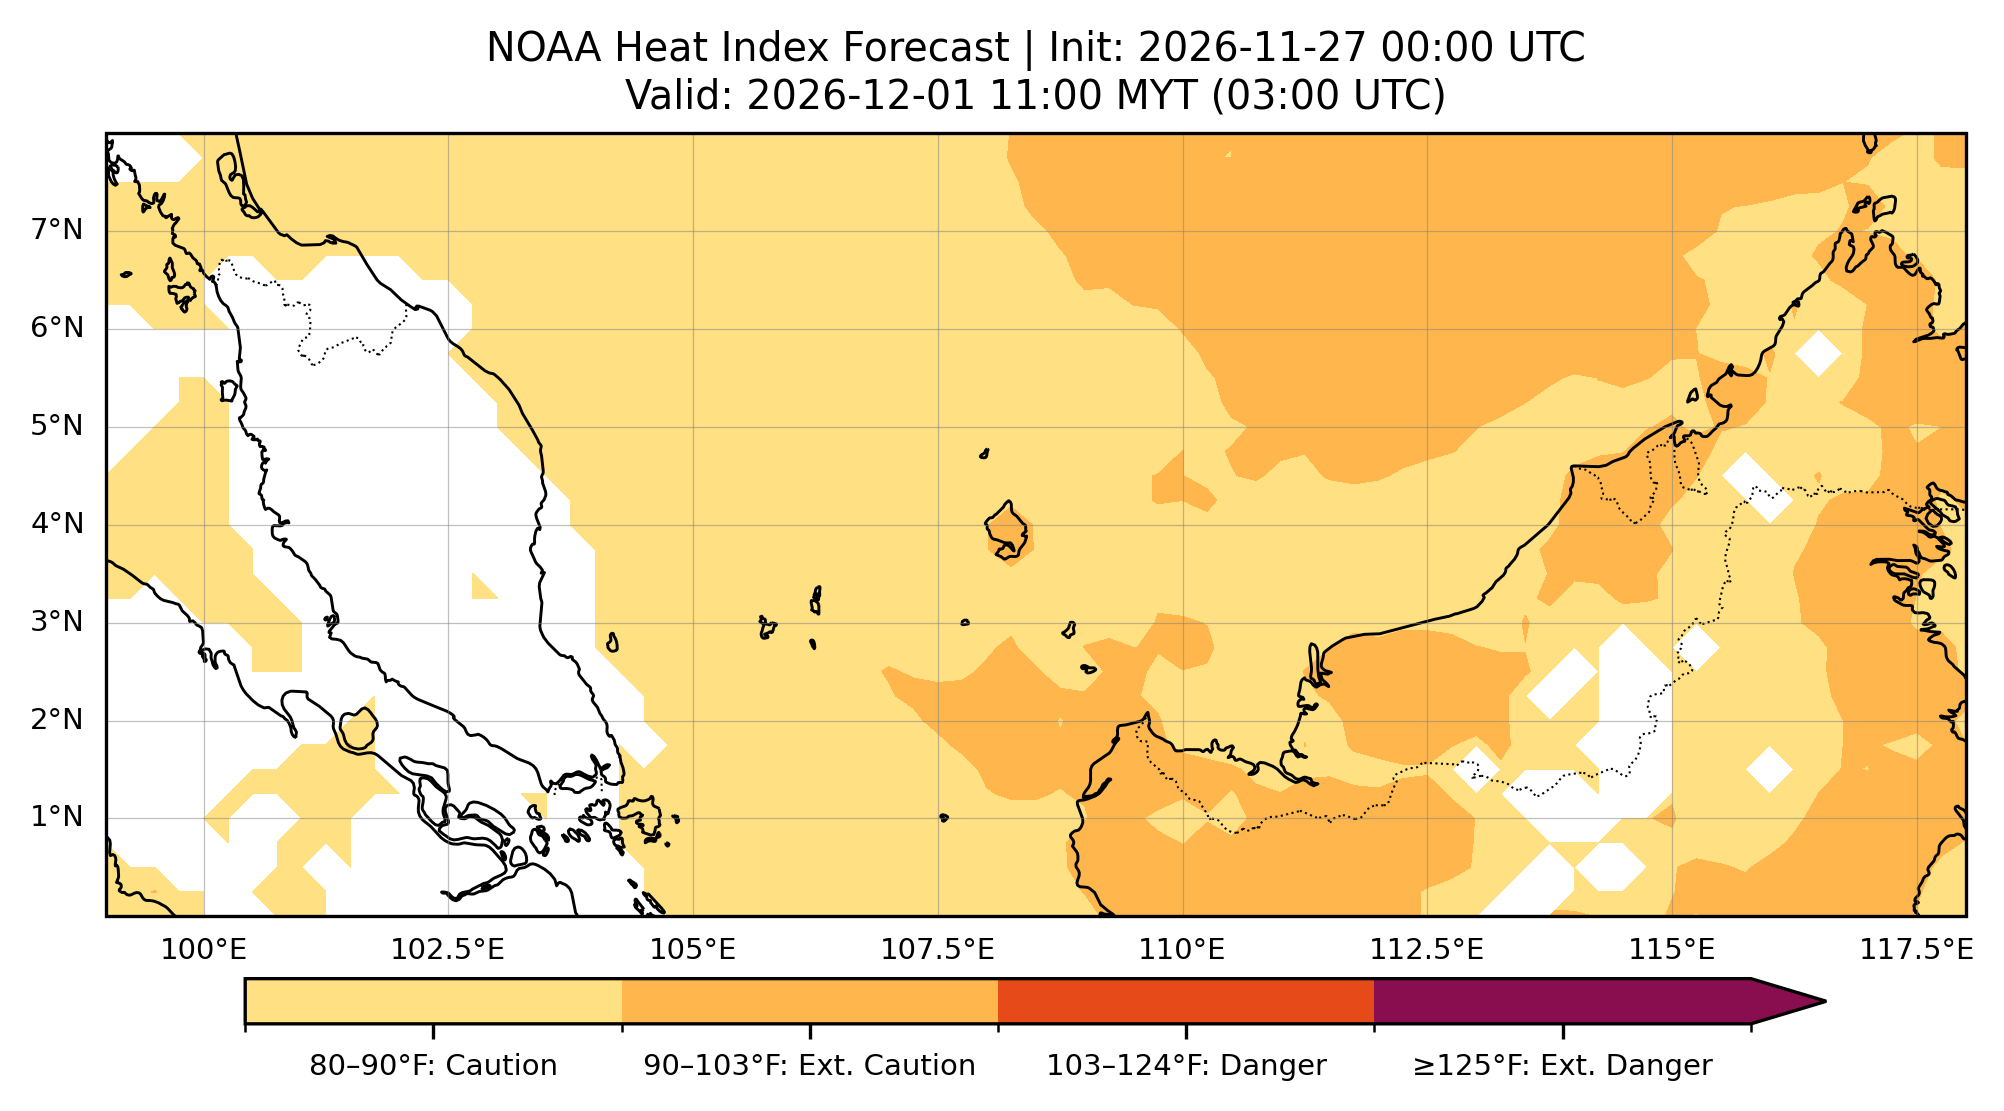 NOAA Heat Index Forecast | Init: 2026-11-27 00:00 UTC
Valid: 2026-12-01 11:00 MYT (03:00 UTC)
7°N
6°N
5°N
4°N
3°N
2°N
1°N
100°E 102.5°E 105°E 107.5°E 110°E 112.5°E 115°E 117.5°E
80–90°F: Caution 90–103°F: Ext. Caution 103–124°F: Danger ≥125°F: Ext. Danger